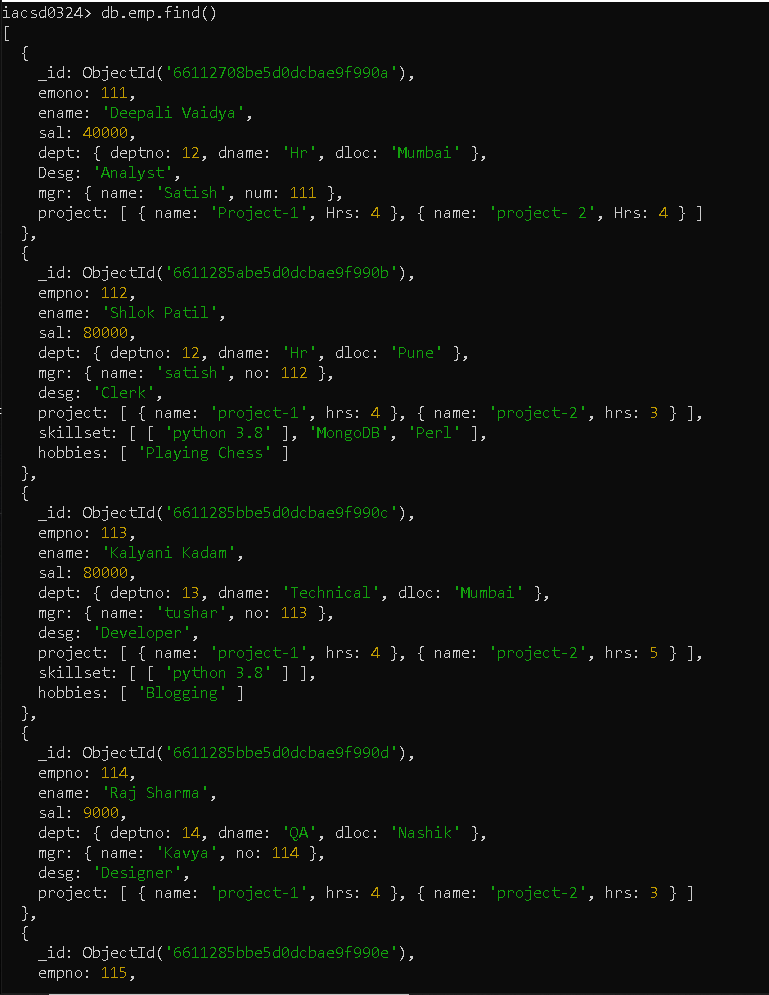 iacsd0324> db.emp.find()
[
  {
    _id: ObjectId('66112708be5d0dcbae9f990a'),
    emono: 111,
    ename: 'Deepali Vaidya',
    sal: 40000,
    dept: { deptno: 12, dname: 'Hr', dloc: 'Mumbai' },
    Desg: 'Analyst',
    mgr: { name: 'Satish', num: 111 },
    project: [ { name: 'Project-1', Hrs: 4 }, { name: 'project- 2', Hrs: 4 } ]
  },
  {
    _id: ObjectId('6611285abe5d0dcbae9f990b'),
    empno: 112,
    ename: 'Shlok Patil',
    sal: 80000,
    dept: { deptno: 12, dname: 'Hr', dloc: 'Pune' },
    mgr: { name: 'satish', no: 112 },
    desg: 'Clerk',
    project: [ { name: 'project-1', hrs: 4 }, { name: 'project-2', hrs: 3 } ],
    skillset: [ [ 'python 3.8' ], 'MongoDB', 'Perl' ],
    hobbies: [ 'Playing Chess' ]
  },
  {
    _id: ObjectId('6611285bbe5d0dcbae9f990c'),
    empno: 113,
    ename: 'Kalyani Kadam',
    sal: 80000,
    dept: { deptno: 13, dname: 'Technical', dloc: 'Mumbai' },
    mgr: { name: 'tushar', no: 113 },
    desg: 'Developer',
    project: [ { name: 'project-1', hrs: 4 }, { name: 'project-2', hrs: 5 } ],
    skillset: [ [ 'python 3.8' ] ],
    hobbies: [ 'Blogging' ]
  },
  {
    _id: ObjectId('6611285bbe5d0dcbae9f990d'),
    empno: 114,
    ename: 'Raj Sharma',
    sal: 9000,
    dept: { deptno: 14, dname: 'QA', dloc: 'Nashik' },
    mgr: { name: 'Kavya', no: 114 },
    desg: 'Designer',
    project: [ { name: 'project-1', hrs: 4 }, { name: 'project-2', hrs: 3 } ]
  },
  {
    _id: ObjectId('6611285bbe5d0dcbae9f990e'),
    empno: 115,